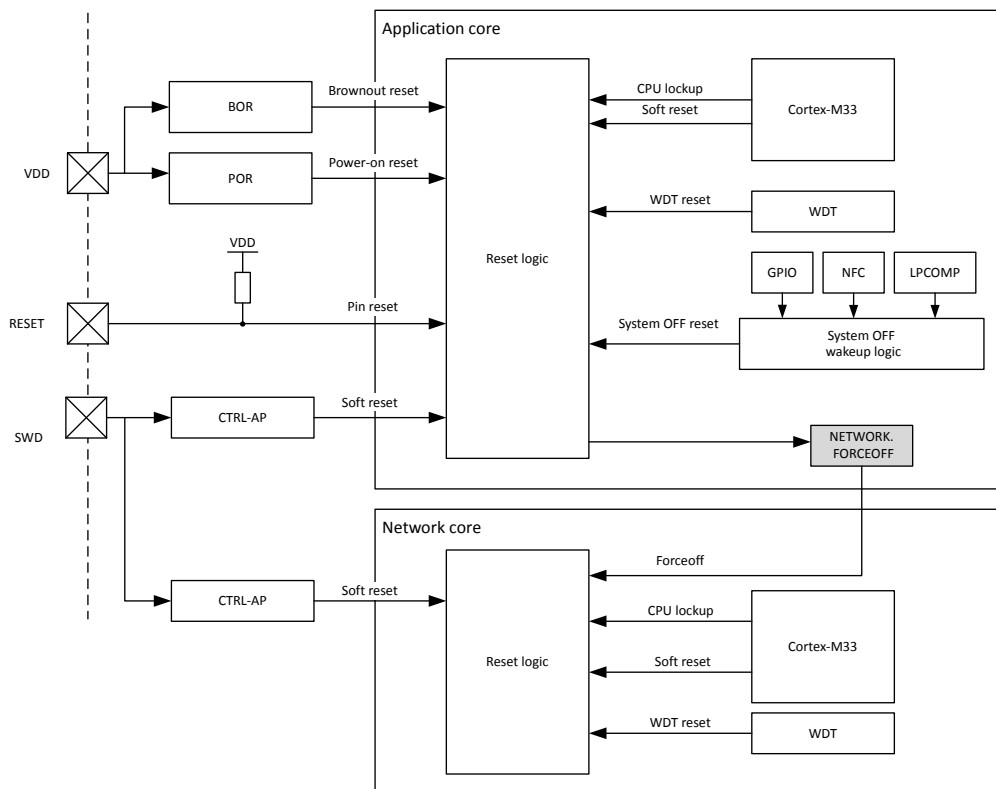 Application core
Brownout reset
BOR
CPU lockup
Soft reset
Cortex-M33
VDD
Power-on reset
POR
WDT reset
WDT
VDD
Reset logic
GPIO
NFC
LPCOMP
RESET
Pin reset
System OFF reset
System OFF
wakeup logic
SWD
CTRL-AP
Soft reset
NETWORK.
FORCEOFF
Network core
Forceoff
CTRL-AP
Soft reset
CPU lockup
Reset logic
Soft reset
Cortex-M33
WDT reset
WDT